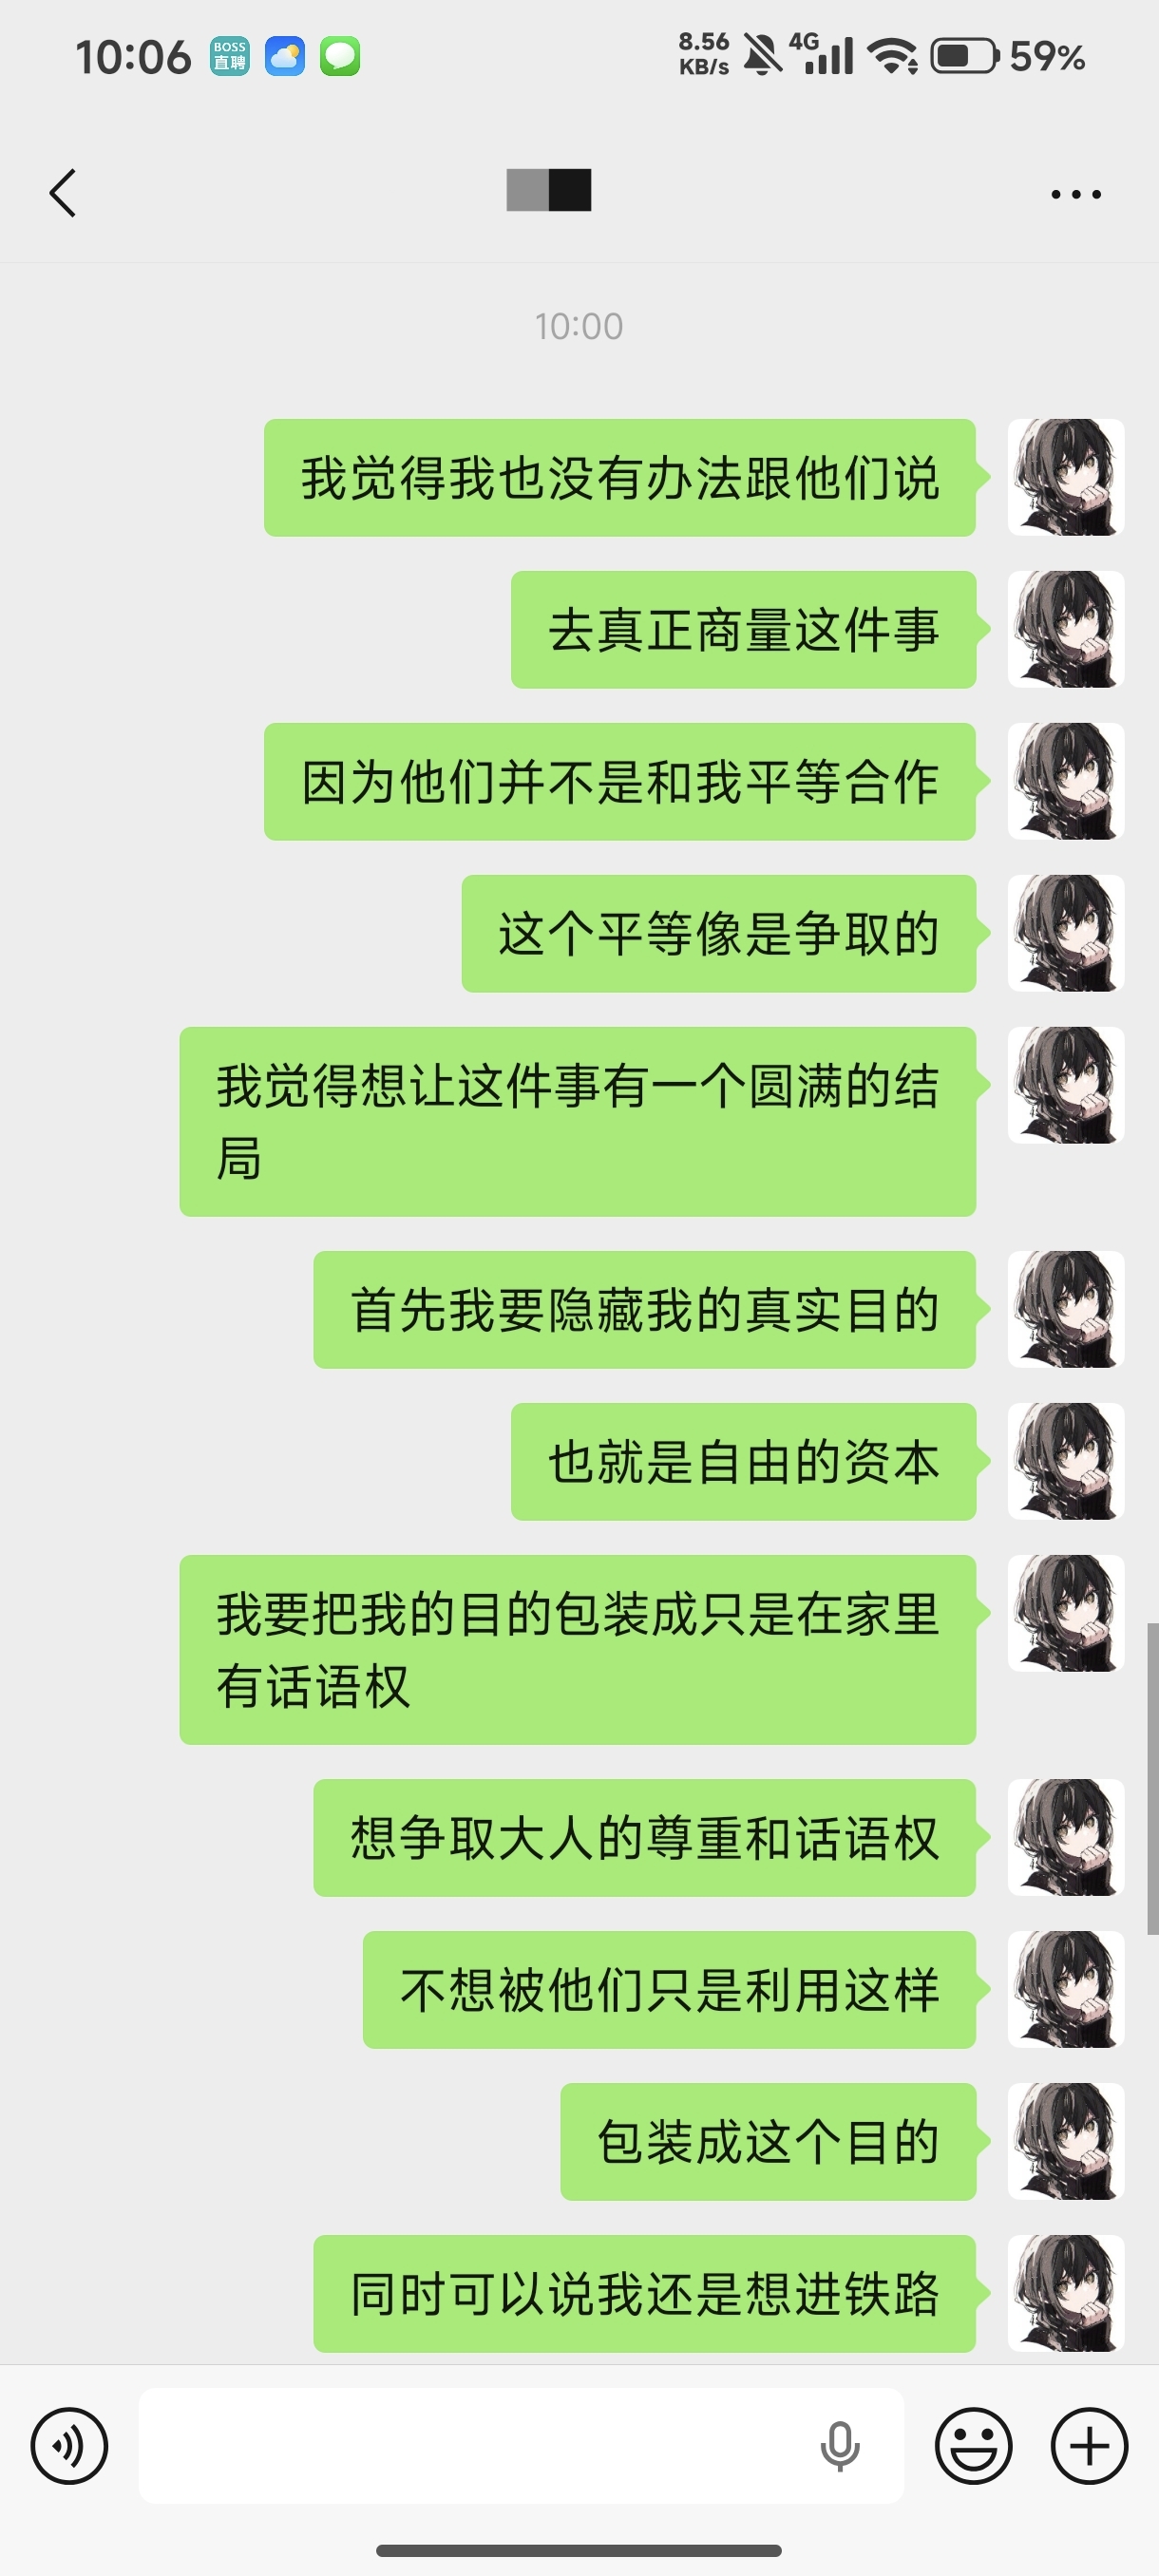 10:06
BOSS
直聘
8.56
KB/s
4G
59%
10:00
我觉得我也没有办法跟他们说
去真正商量这件事
因为他们并不是和我平等合作
这个平等像是争取的
我觉得想让这件事有一个圆满的结
局
首先我要隐藏我的真实目的
也就是自由的资本
我要把我的目的包装成只是在家里
有话语权
想争取大人的尊重和话语权
不想被他们只是利用这样
包装成这个目的
同时可以说我还是想进铁路